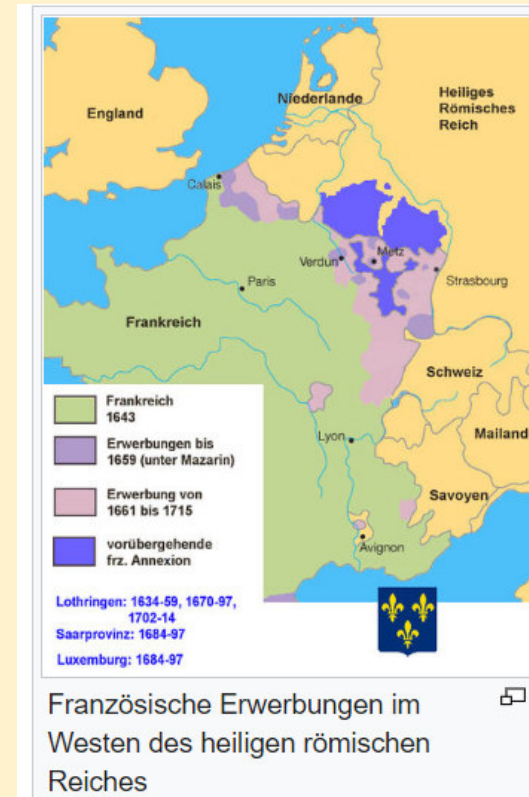 England
Niederlande
Heiliges
Römisches
Reich
Calais
Verdun
Metz
Strasbourg
Paris
Frankreich
Schweiz
Lyon
Mailand
Savoyen
Avignon
Frankreich
1643
Erwerbungen bis
1659 (unter Mazarin)
Erwerbung von
1661 bis 1715
vorübergehende
frz. Annexion
Lothringen: 1634-59, 1670-97,
1702-14
Saarprovinz: 1684-97
Luxemburg: 1684-97
Französische Erwerbungen im
Westen des heiligen römischen
Reiches